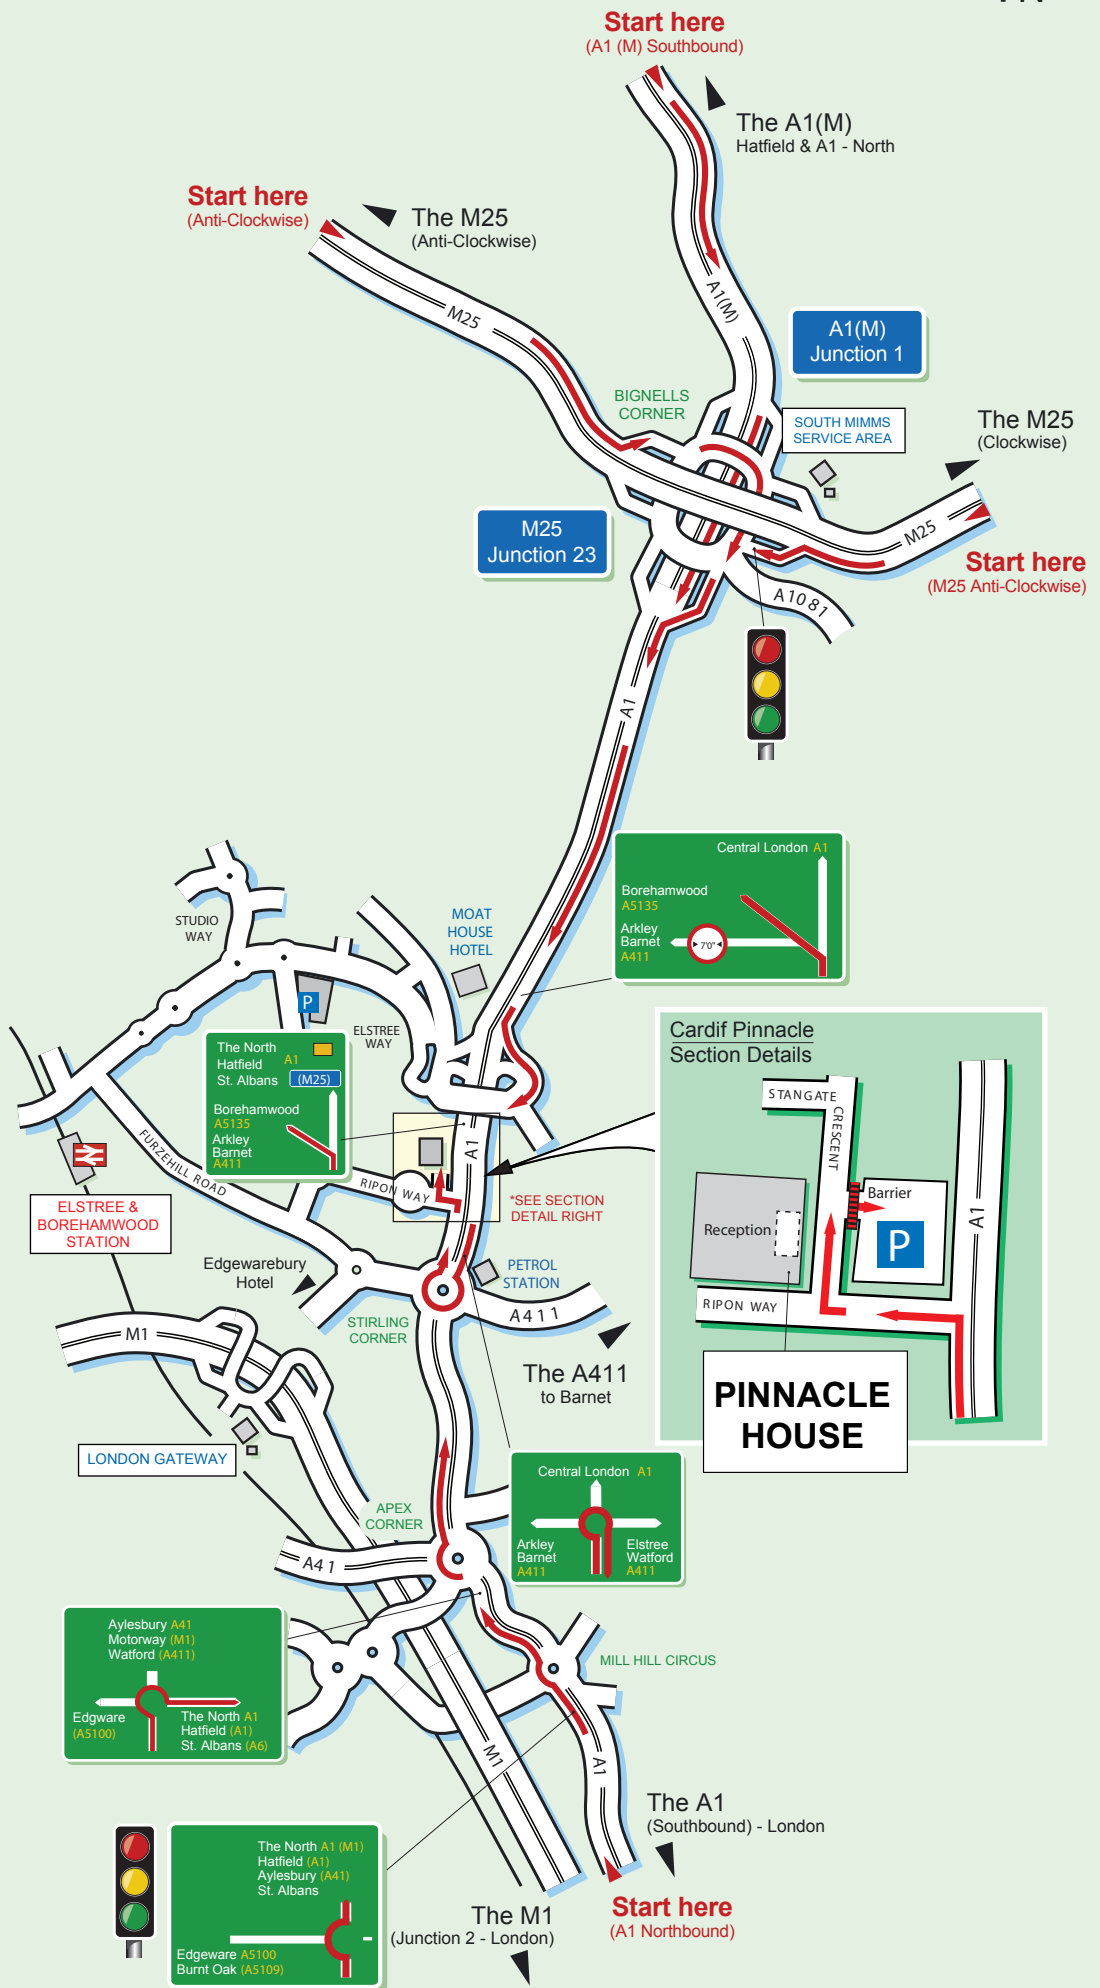 Start here
(A1 (M) Southbound)
The A1(M)
Hatfield & A1 - North
Start here
(Anti-Clockwise)
The M25
(Anti-Clockwise)
M25
A1(M)
A1(M)
Junction 1
BIGNELLS
CORNER
SOUTH MIMMS
SERVICE AREA
The M25
(Clockwise)
M25
Junction 23
M25
Start here
(M25 Anti-Clockwise)
A1081
A1
Central London A1
Borehamwood
A5135
Arkley
Barnet
A411
7'0"
STUDIO
WAY
MOAT
HOUSE
HOTEL
P
ELSTREE
WAY
The North
Hatfield
A1
St. Albans
(M25)
Borehamwood
A5135
Arkley
Barnet
A411
Cardif Pinnacle
Section Details
STANGATE
CRESCENT
Barrier
P
A1
Reception
RIPON WAY
PINNACLE
HOUSE
A1
FURZEHILL ROAD
RIPON WAY
*SEE SECTION
DETAIL RIGHT
ELSTREE &
BOREHAMWOOD
STATION
Edgewarebury
Hotel
PETROL
STATION
A411
STIRLING
CORNER
M1
The A411
to Barnet
LONDON GATEWAY
Central London A1
Arkley
Barnet
A411
Elstree
Watford
A411
APEX
CORNER
A41
Aylesbury A41
Motorway (M1)
Watford (A411)
Edgware
(A5100)
The North A1
Hatfield (A1)
St. Albans (A6)
MILL HILL CIRCUS
M1
A1
The A1
(Southbound) - London
The North A1 (M1)
Hatfield (A1)
Aylesbury (A41)
St. Albans
Edgeware A5100
Burnt Oak (A5109)
The M1
(Junction 2 - London)
Start here
(A1 Northbound)